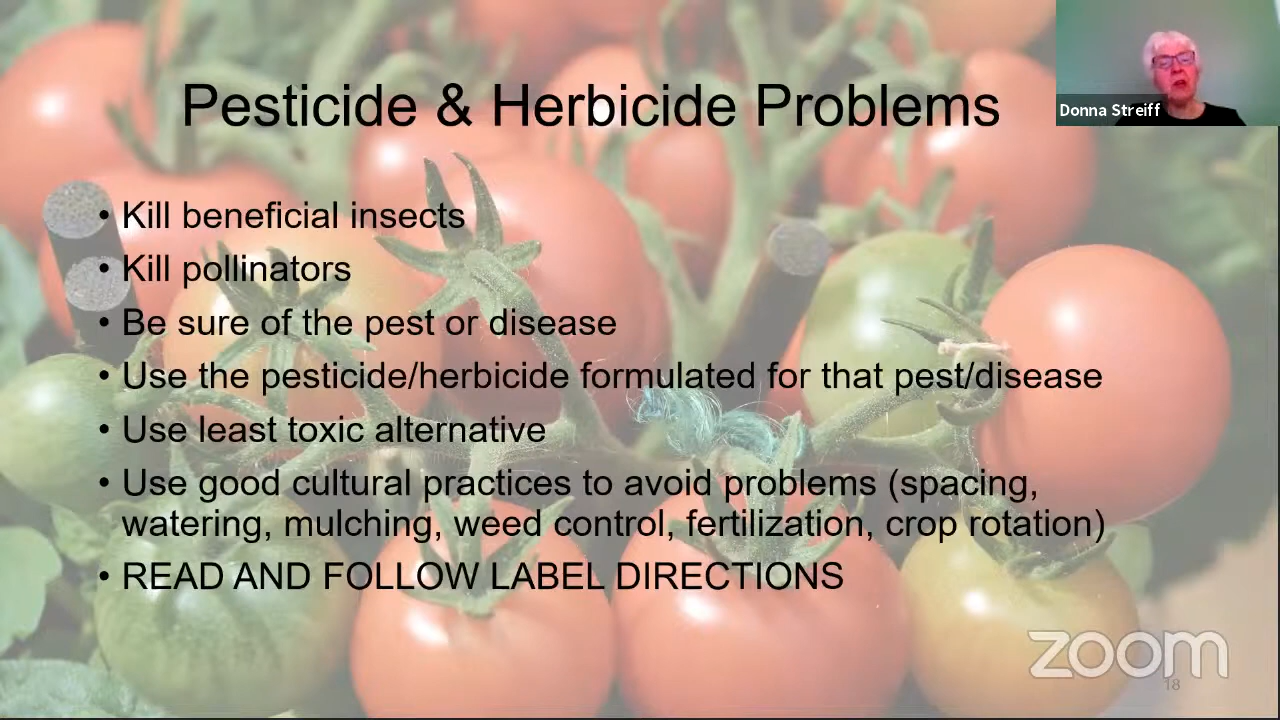 Pesticide & Herbicide Problems
Donna Streiff
• Kill beneficial insects
• Kill pollinators
• Be sure of the pest or disease
• Use the pesticide/herbicide formulated for that pest/disease
• Use least toxic alternative
• Use good cultural practices to avoid problems (spacing,
watering, mulching, weed control, fertilization, crop rotation)
• READ AND FOLLOW LABEL DIRECTIONS
zoom
18